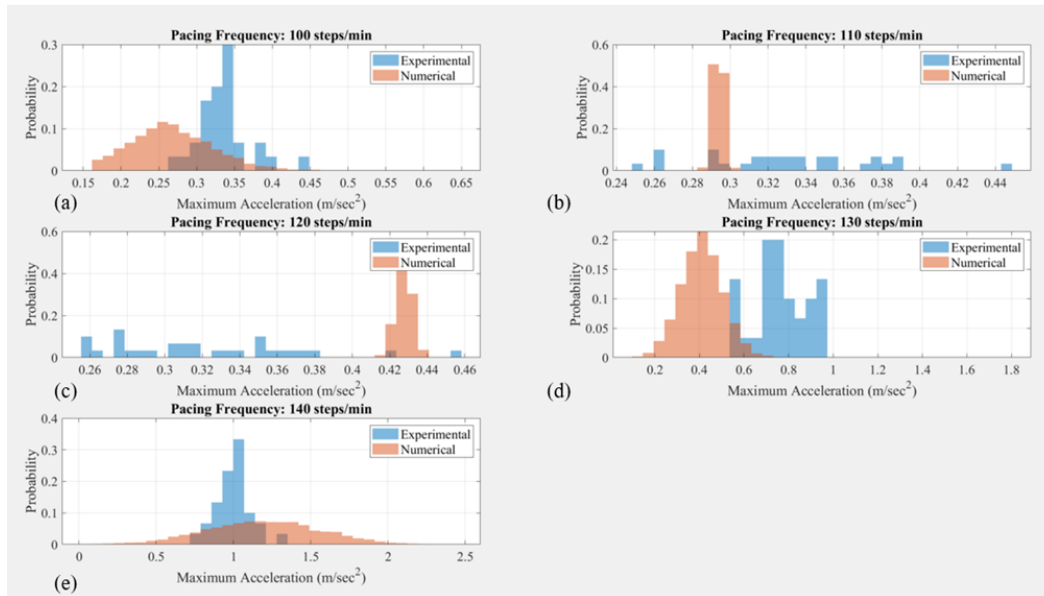 Pacing Frequency: 100 steps/min
0.3
0.2
0.1
0
Probability
Experimental
Numerical
0.15 0.2 0.25 0.3 0.35 0.4 0.45 0.5 0.55 0.6 0.65
Maximum Acceleration (m/sec²)
(a)
Pacing Frequency: 110 steps/min
0.6
0.4
0.2
0
Probability
Experimental
Numerical
0.24 0.26 0.28 0.3 0.32 0.34 0.36 0.38 0.4 0.42 0.44
Maximum Acceleration (m/sec²)
(b)
Pacing Frequency: 120 steps/min
0.6
0.4
0.2
0
Probability
Experimental
Numerical
0.26 0.28 0.3 0.32 0.34 0.36 0.38 0.4 0.42 0.44 0.46
Maximum Acceleration (m/sec²)
(c)
Pacing Frequency: 130 steps/min
0.2
0.15
0.1
0.05
0
Probability
Experimental
Numerical
0.2 0.4 0.6 0.8 1 1.2 1.4 1.6 1.8
Maximum Acceleration (m/sec²)
(d)
Pacing Frequency: 140 steps/min
0.4
0.3
0.2
0.1
0
Probability
Experimental
Numerical
0 0.5 1 1.5 2 2.5
Maximum Acceleration (m/sec²)
(e)